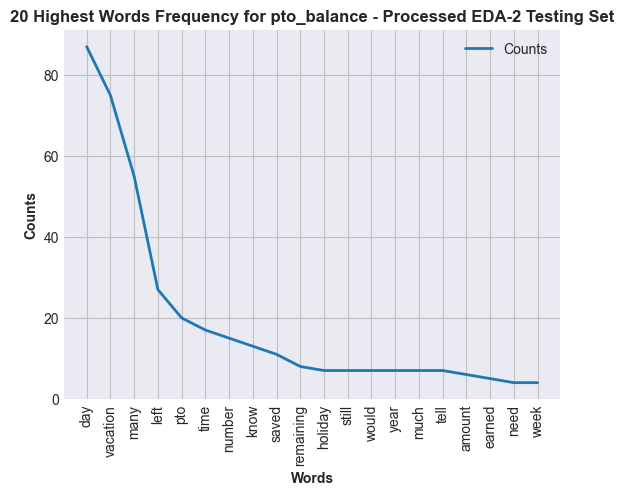 20 Highest Words Frequency for pto_balance - Processed EDA-2 Testing Set
Counts
80
60
40
20
0
Counts
day
vacation
many
left
pto
time
number
know
saved
remaining
holiday
still
would
year
much
tell
amount
earned
need
week
Words